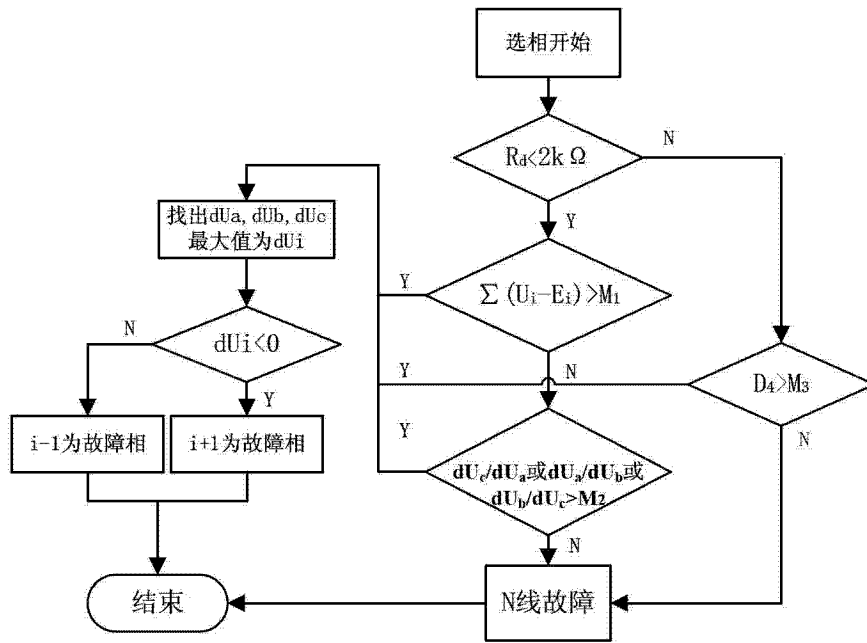 选相开始
Rd<2kΩ
N
Y
找出dUa,dUb,dUc
最大值为dUi
Σ(Ui-Ei)>M1
Y
N
dUi<0
N
Y
D4>M3
Y
N
i-1为故障相
i+1为故障相
dUc/dUa或dUa/dUb或
dUb/dUc>M2
Y
N
结束
N线故障